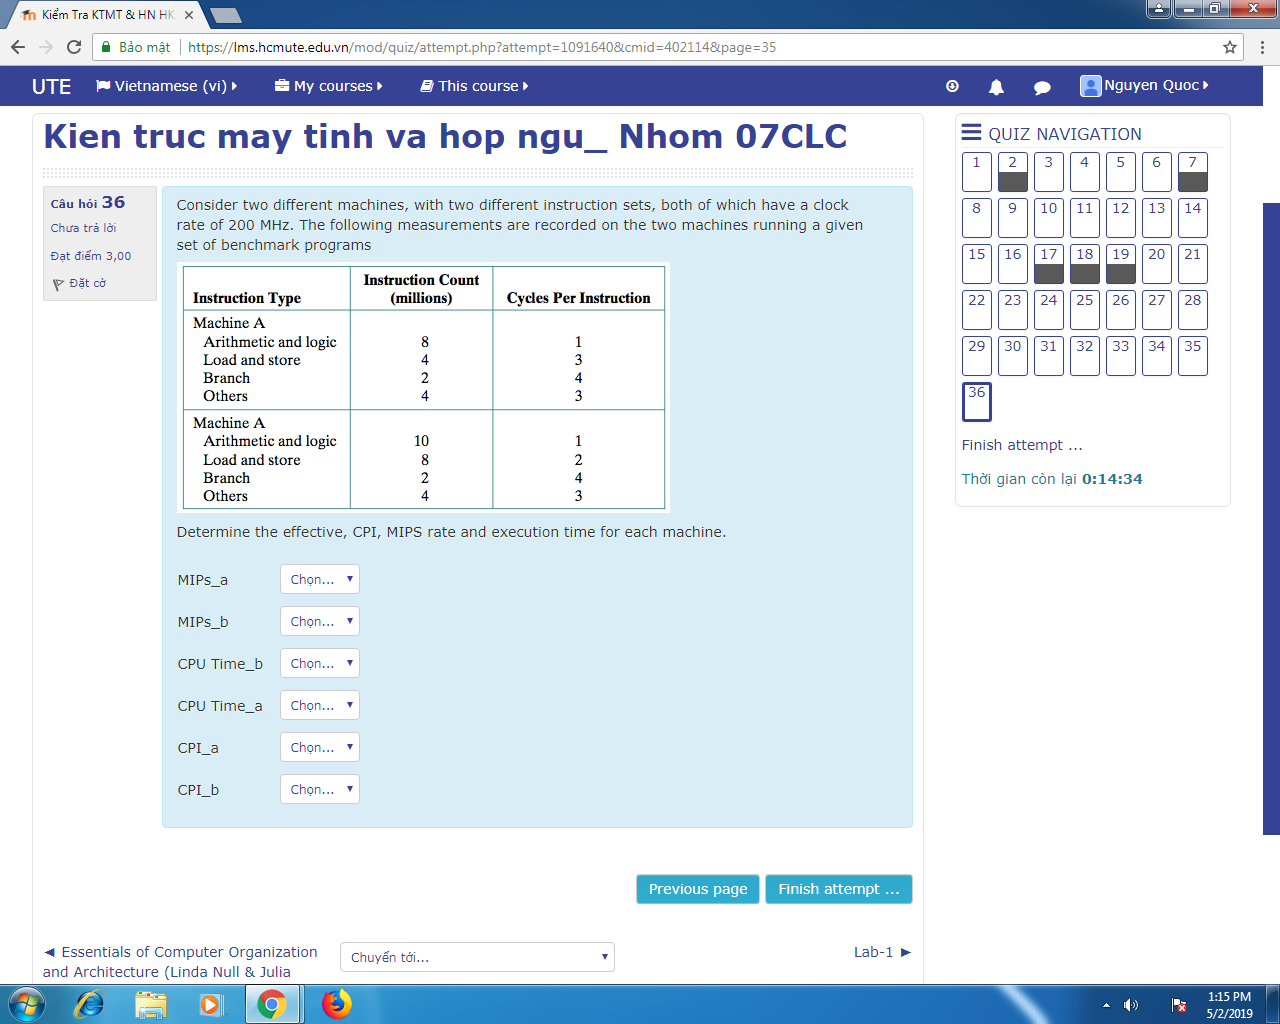 Kiểm Tra KTMT & HN HK
Bảo mật https://lms.hcmute.edu.vn/mod/quiz/attempt.php?attempt=1091640&cmid=402114&page=35
UTE Vietnamese (vi) My courses This course Nguyen Quoc
Kien truc may tinh va hop ngu_ Nhom 07CLC
Câu hỏi 36
Chưa trả lời
Đạt điểm 3,00
Đặt cờ
Consider two different machines, with two different instruction sets, both of which have a clock
rate of 200 MHz. The following measurements are recorded on the two machines running a given
set of benchmark programs
Instruction Type Instruction Count (millions) Cycles Per Instruction
Machine A
Arithmetic and logic 8 1
Load and store 4 3
Branch 2 4
Others 4 3
Machine A
Arithmetic and logic 10 1
Load and store 8 2
Branch 2 4
Others 4 3
Determine the effective, CPI, MIPS rate and execution time for each machine.
MIPs_a Chọn...
MIPs_b Chọn...
CPU Time_b Chọn...
CPU Time_a Chọn...
CPI_a Chọn...
CPI_b Chọn...
Previous page Finish attempt ...
◄ Essentials of Computer Organization
and Architecture (Linda Null & Julia
Chuyển tới...
Lab-1 ►
QUIZ NAVIGATION
1 2 3 4 5 6 7
8 9 10 11 12 13 14
15 16 17 18 19 20 21
22 23 24 25 26 27 28
29 30 31 32 33 34 35
36
Finish attempt ...
Thời gian còn lại 0:14:34
1:15 PM
5/2/2019